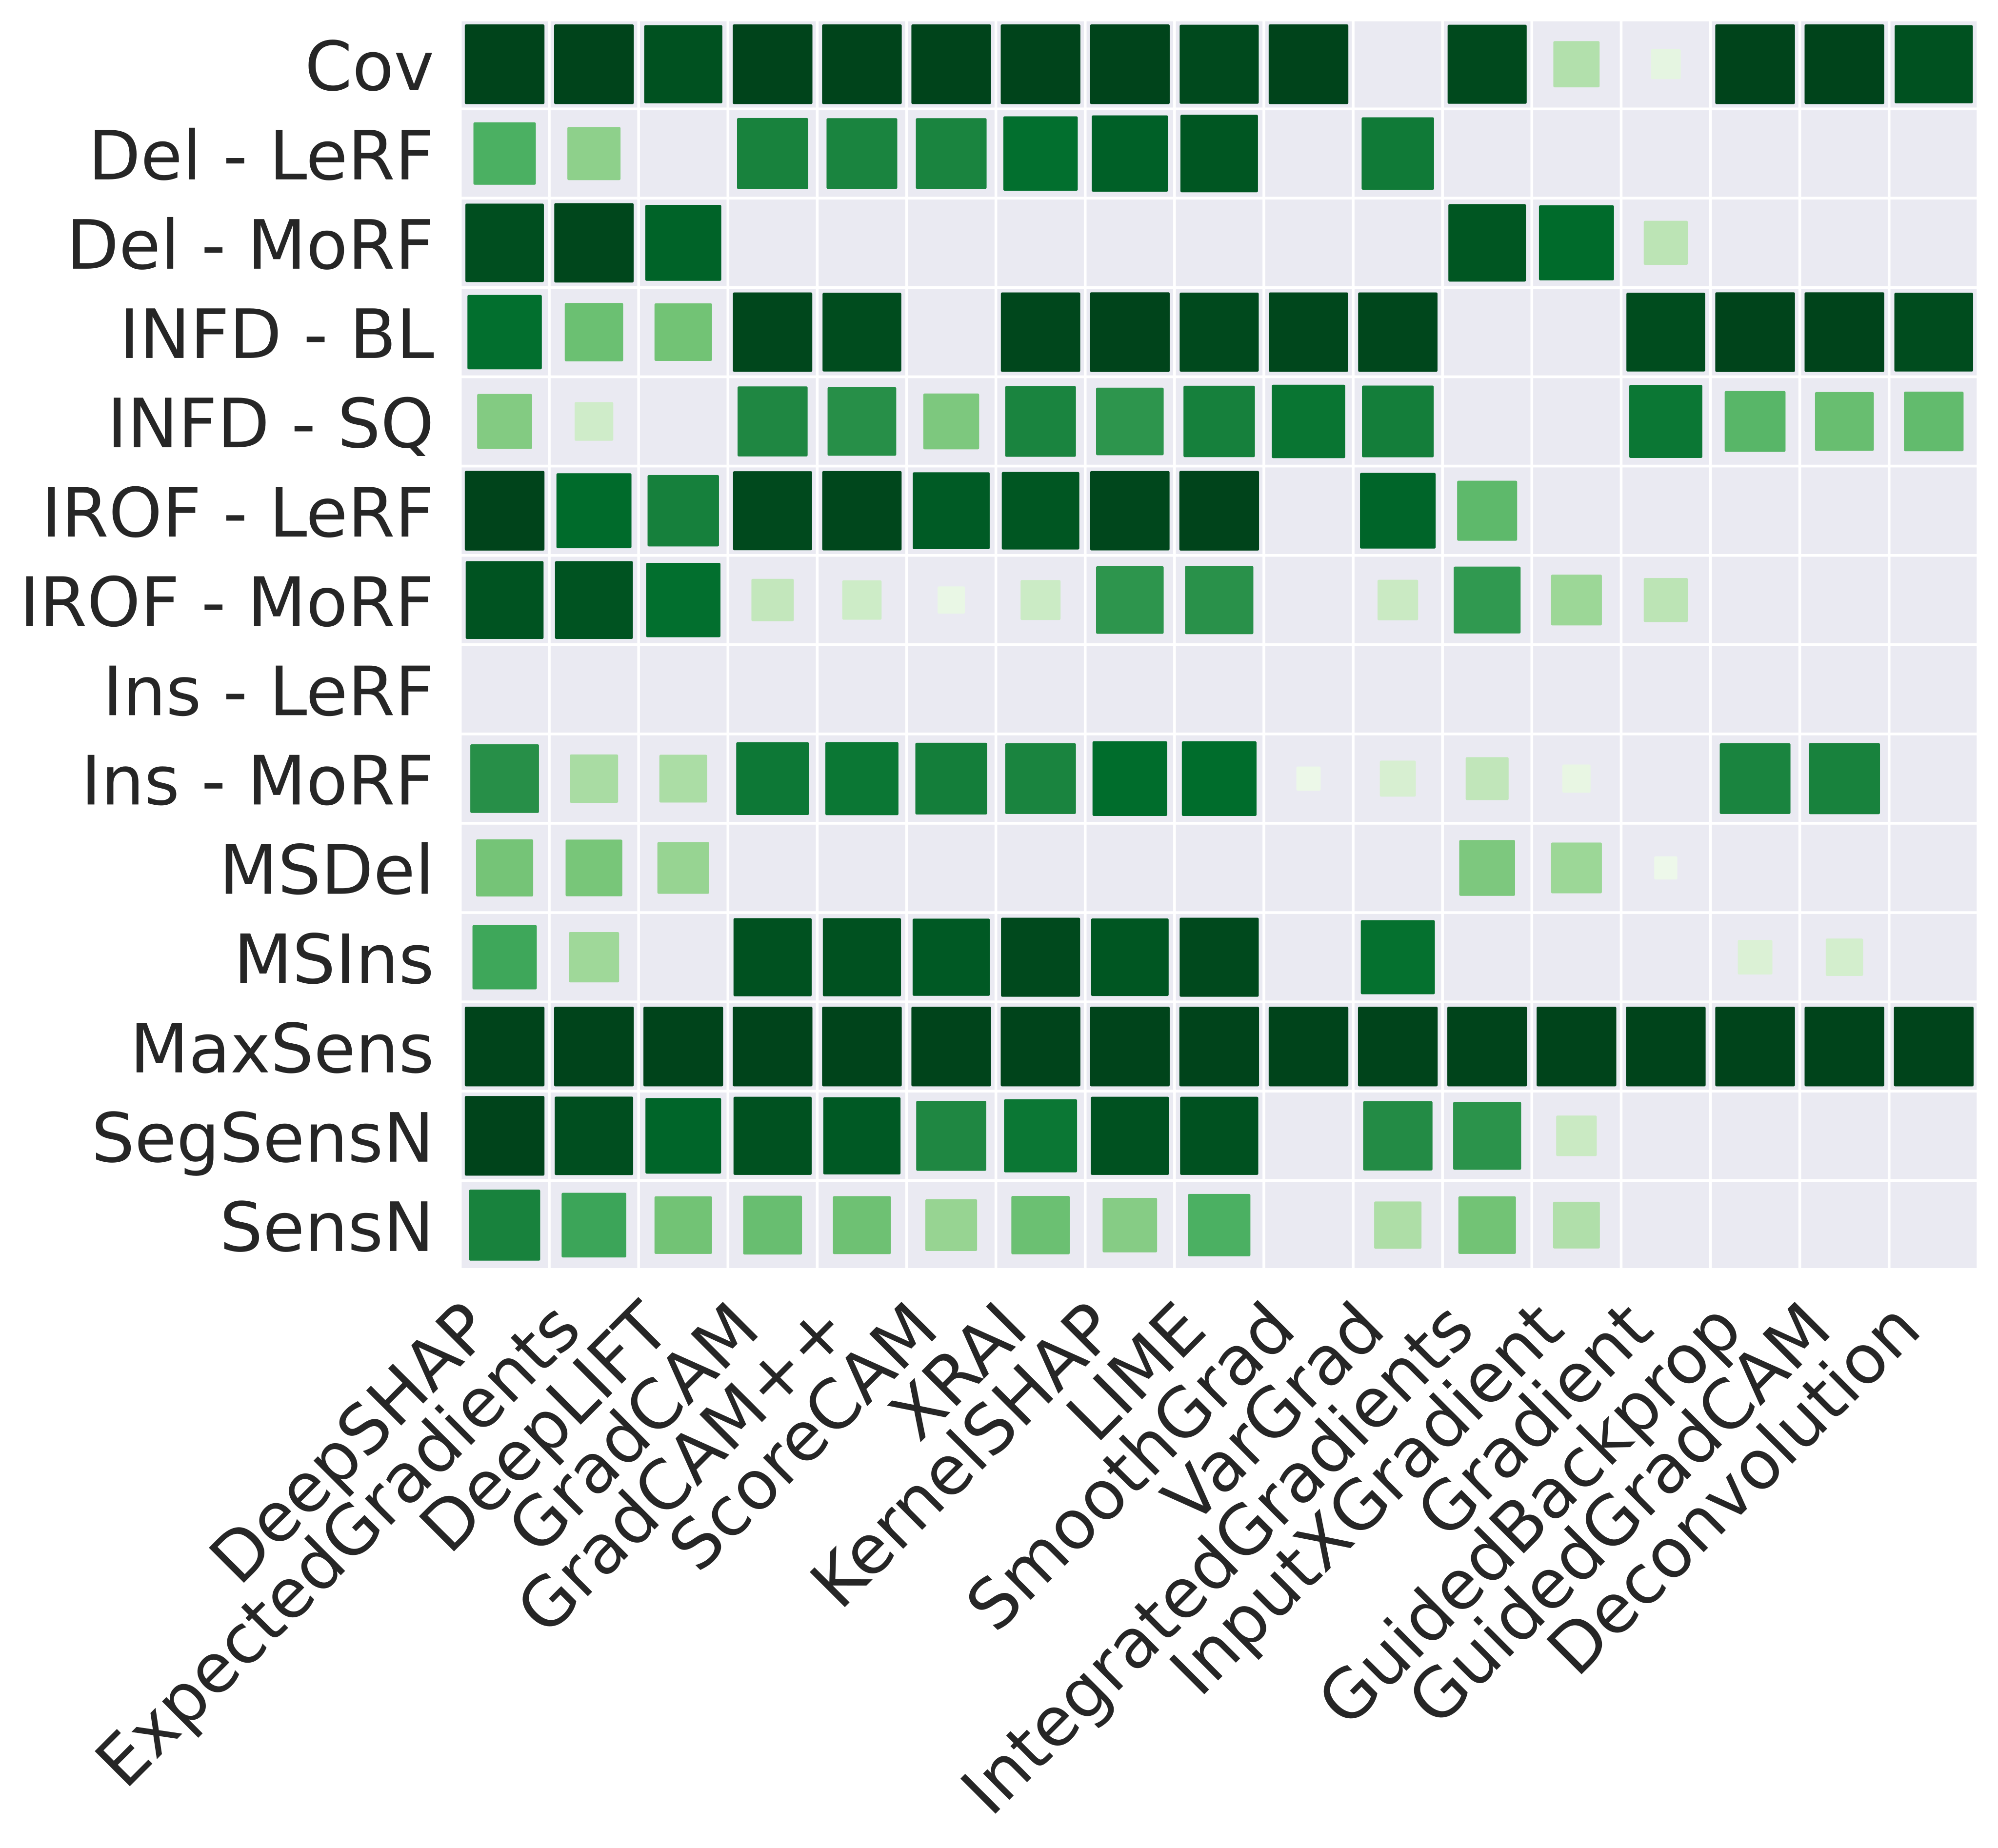 Cov
Del - LeRF
Del - MoRF
INFD - BL
INFD - SQ
IROF - LeRF
IROF - MoRF
Ins - LeRF
Ins - MoRF
MSDel
MSIns
MaxSens
SegSensN
SensN
DeepSHAP
ExpectedGradients
DeepLIFT
GradCAM
GradCAM++
ScoreCAM
XRAI
KernelSHAP
LIME
SmoothGrad
VarGrad
IntegratedGradients
InputXGradient
Gradient
GuidedBackprop
GuidedGradCAM
Deconvolution